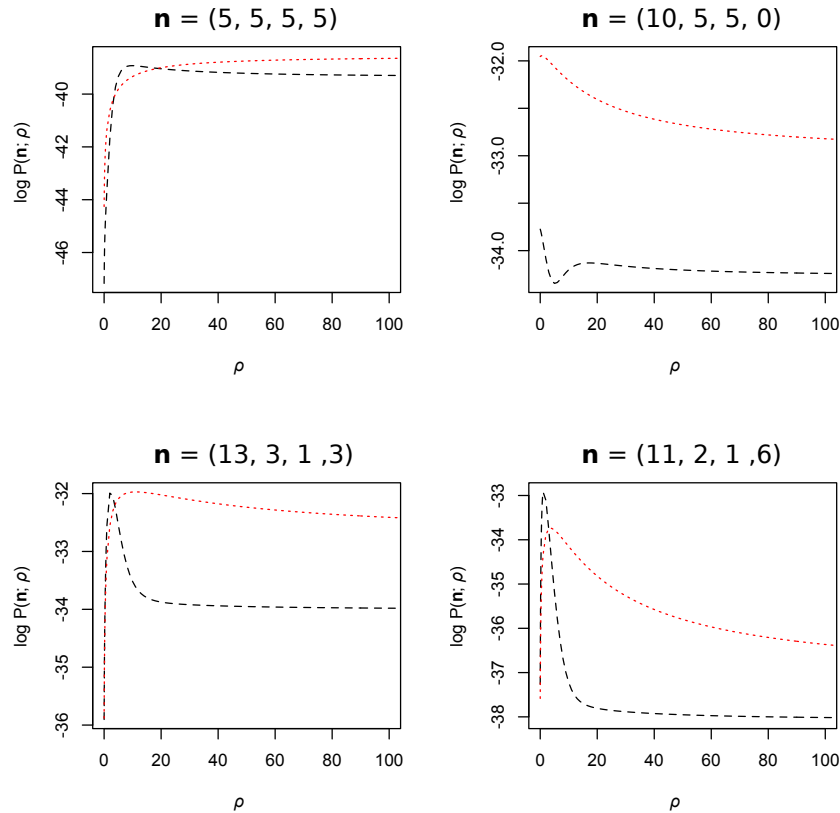 n = (5, 5, 5, 5)
log P(n; ρ)
-40
-42
-44
-46
0 20 40 60 80 100
ρ
n = (10, 5, 5, 0)
log P(n; ρ)
-32.0
-33.0
-34.0
0 20 40 60 80 100
ρ
n = (13, 3, 1 ,3)
log P(n; ρ)
-32
-33
-34
-35
-36
0 20 40 60 80 100
ρ
n = (11, 2, 1 ,6)
log P(n; ρ)
-33
-34
-35
-36
-37
-38
0 20 40 60 80 100
ρ